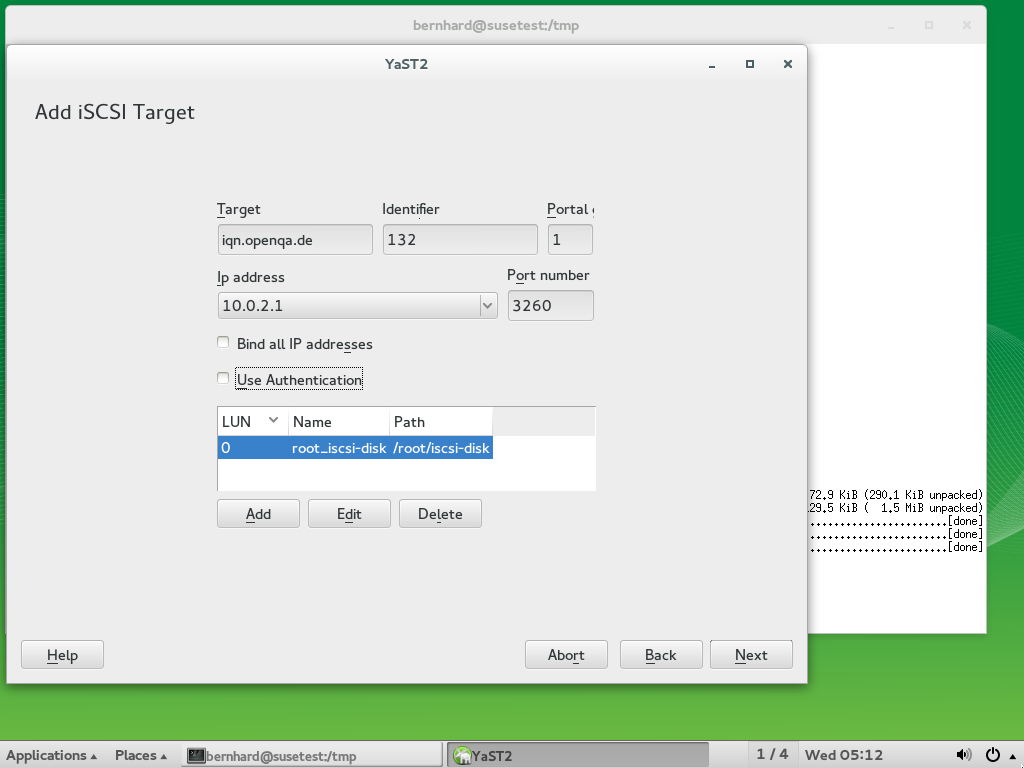 bernhard@susetest:/tmp
YaST2
Add iSCSI Target
Target Identifier Portal
iqn.openqa.de 132 1
Ip address Port number
10.0.2.1 3260
Bind all IP addresses
Use Authentication
LUN Name Path
0 root_iscsi-disk /root/iscsi-disk
72.9 KiB (290.1 KiB unpacked)
29.5 KiB (  1.5 MiB unpacked)
......................[done]
......................[done]
......................[done]
Add Edit Delete
Help Abort Back Next
Applications Places bernhard@susetest:/tmp YaST2 1 / 4 Wed 05:12